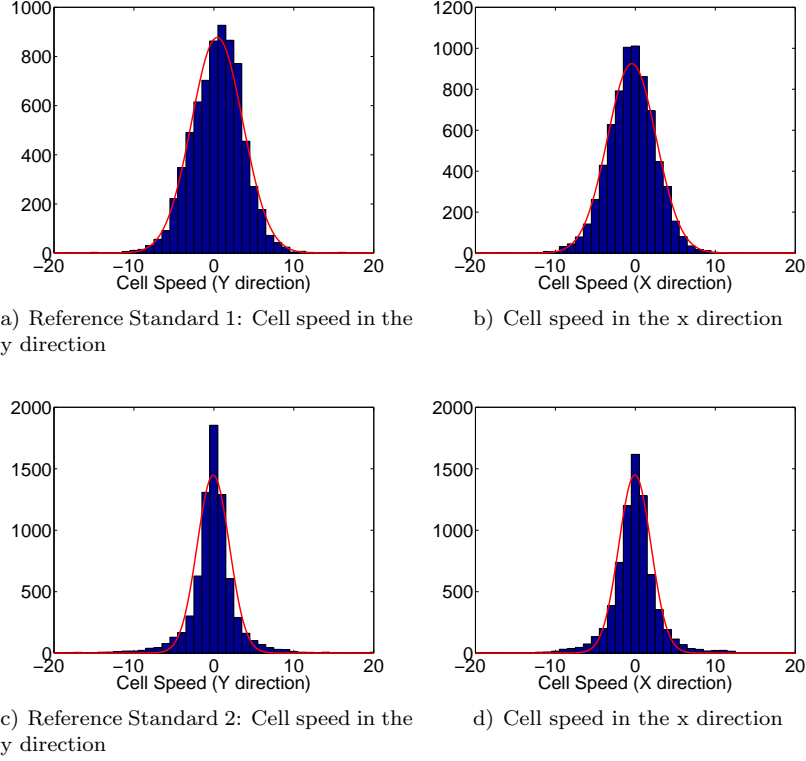 1000
800
600
400
200
0
−20 −10 0 10 20
Cell Speed (Y direction)
a) Reference Standard 1: Cell speed in the
y direction
1200
1000
800
600
400
200
0
−20 −10 0 10 20
Cell Speed (X direction)
b) Cell speed in the x direction
2000
1500
1000
500
0
−20 −10 0 10 20
Cell Speed (Y direction)
c) Reference Standard 2: Cell speed in the
y direction
2000
1500
1000
500
0
−20 −10 0 10 20
Cell Speed (X direction)
d) Cell speed in the x direction